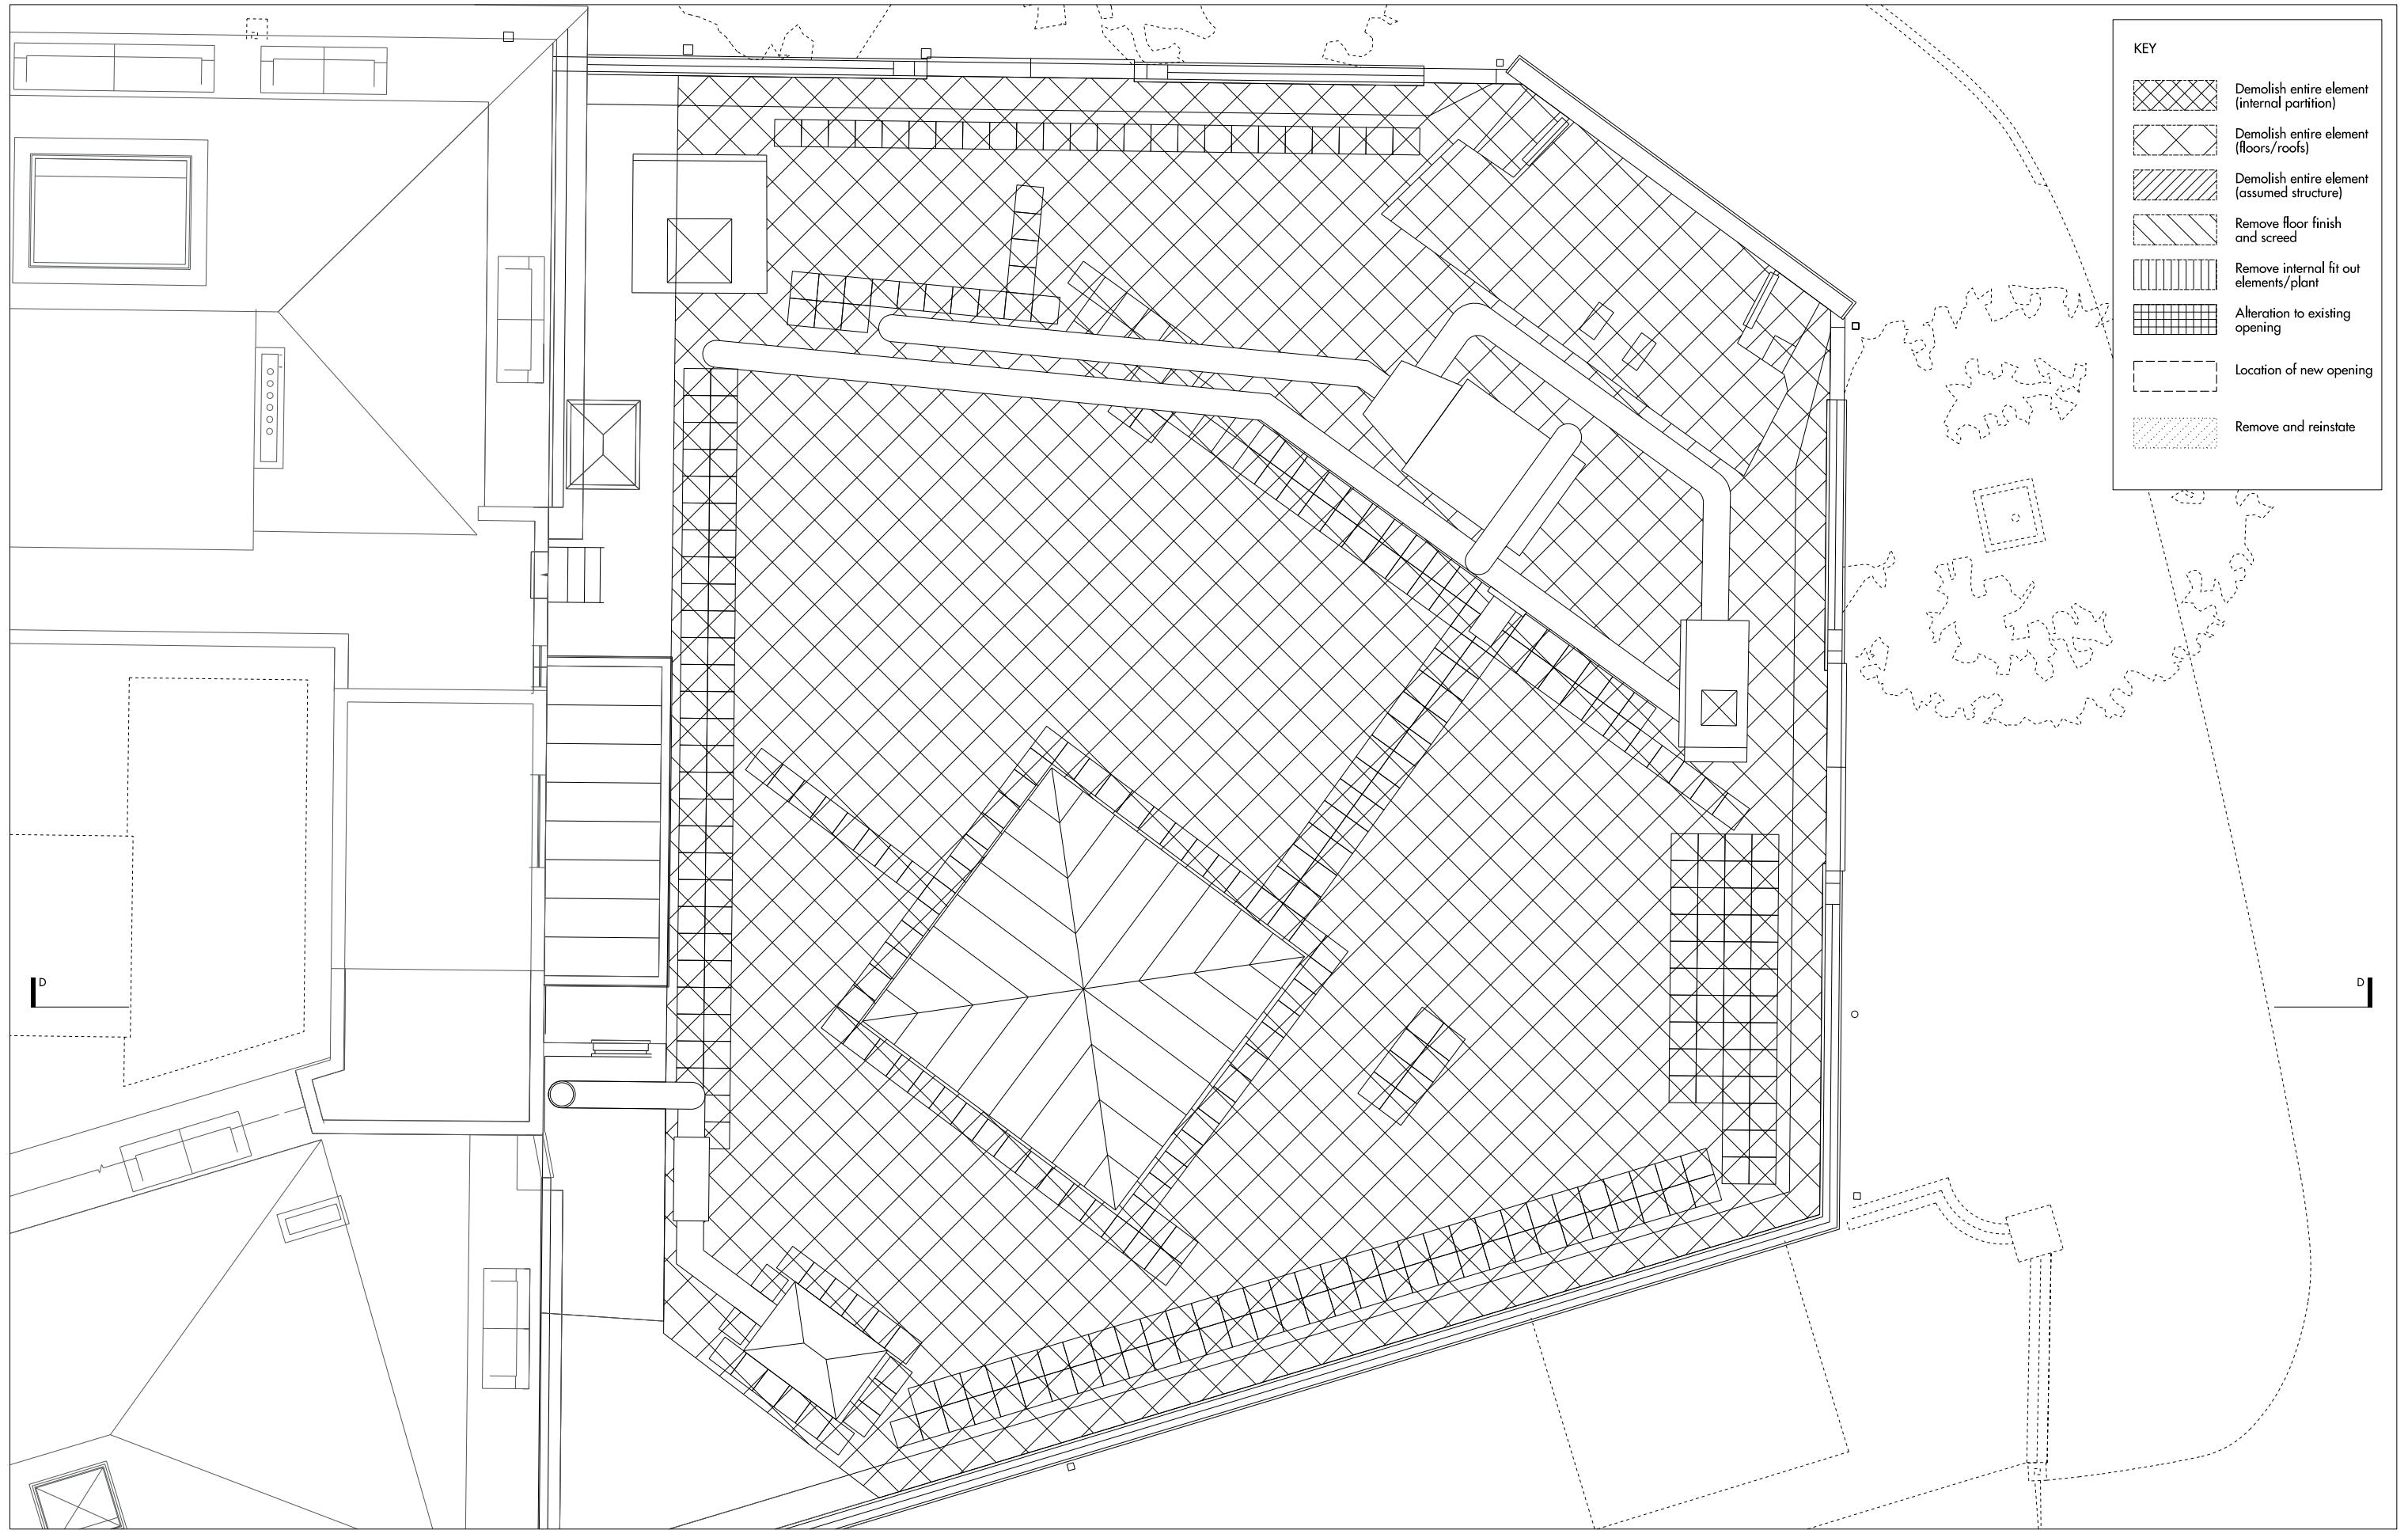 KEY
Demolish entire element
(internal partition)
Demolish entire element
(floors/roofs)
Demolish entire element
(assumed structure)
Remove floor finish
and screed
Remove internal fit out
elements/plant
Alteration to existing
opening
Location of new opening
Remove and reinstate
D
D